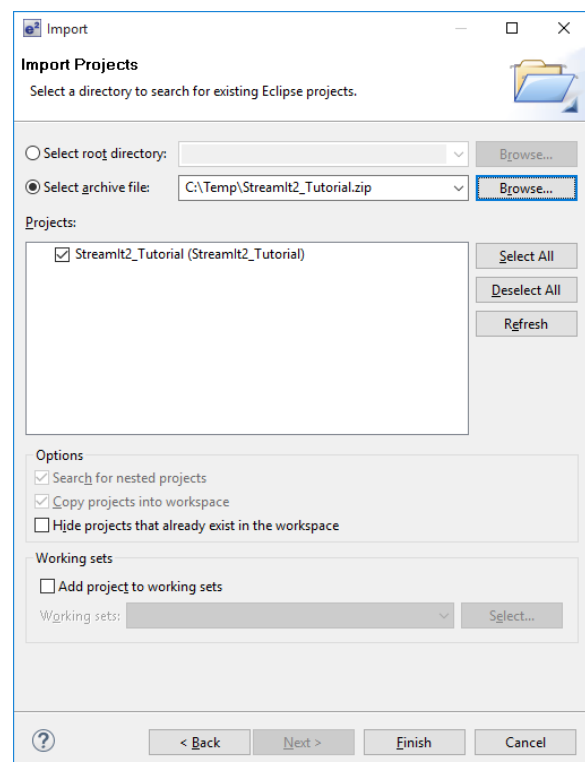 e² Import
Import Projects
Select a directory to search for existing Eclipse projects.
Select root directory:
Browse...
Select archive file:
C:\Temp\StreamIt2_Tutorial.zip
Browse...
Projects:
StreamIt2_Tutorial (StreamIt2_Tutorial)
Select All
Deselect All
Refresh
Options
Search for nested projects
Copy projects into workspace
Hide projects that already exist in the workspace
Working sets
Add project to working sets
Working sets:
Select...
?
< Back
Next >
Finish
Cancel